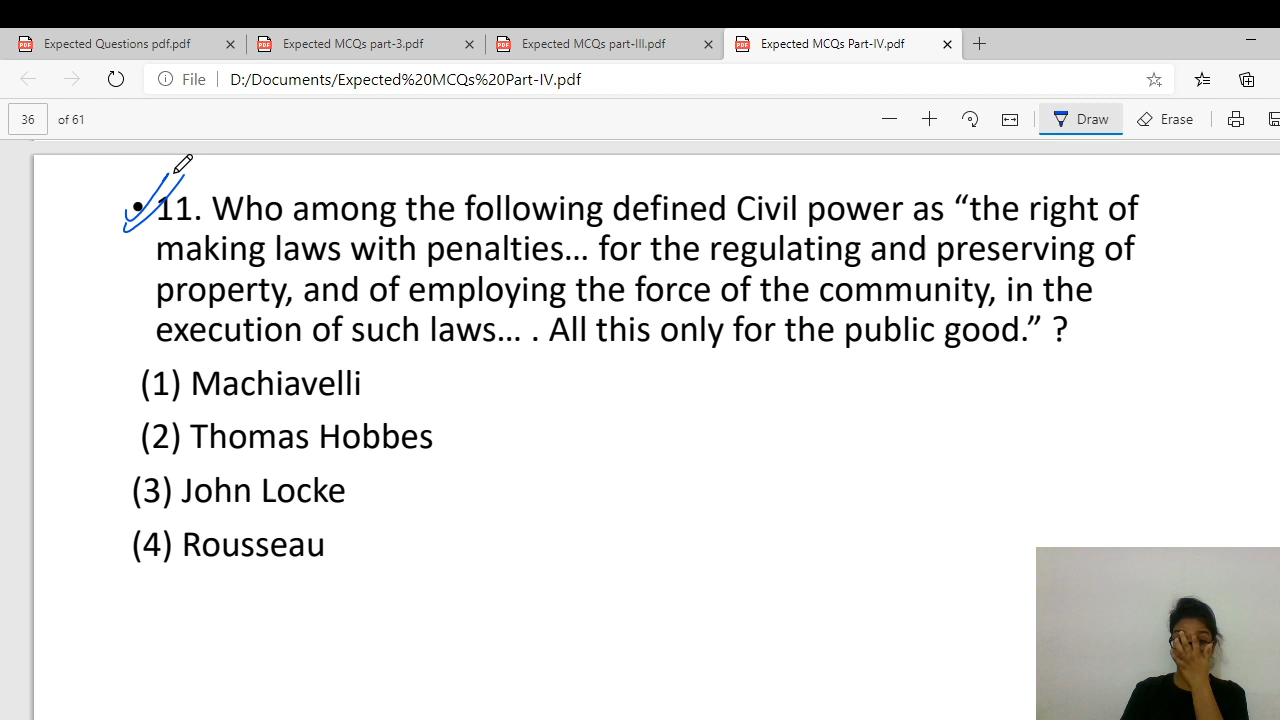 Expected Questions pdf.pdf
Expected MCQs part-3.pdf
Expected MCQs part-III.pdf
Expected MCQs Part-IV.pdf
File
D:/Documents/Expected%20MCQs%20Part-IV.pdf
36 of 61
Draw
Erase
• 11. Who among the following defined Civil power as “the right of
making laws with penalties... for the regulating and preserving of
property, and of employing the force of the community, in the
execution of such laws... . All this only for the public good.” ?
(1) Machiavelli
(2) Thomas Hobbes
(3) John Locke
(4) Rousseau